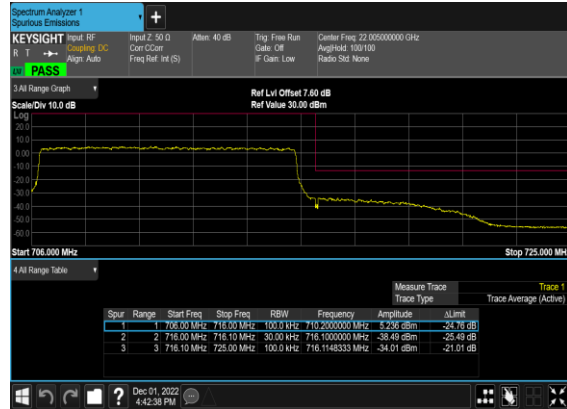 Spectrum Analyzer 1
Spurious Emissions
KEYSIGHT Input: RF Input Z: 50 Ω Atten: 40 dB Trig: Free Run Center Freq: 22.005000000 GHz
R T Coupling: DC Corr CCorr Gate: Off Avg|Hold: 100/100
Align: Auto Freq Ref: Int (S) IF Gain: Low Radio Std: None
PASS
3 All Range Graph
Ref Lvl Offset 7.60 dB
Scale/Div 10.0 dB Ref Value 30.00 dBm
Log
20.0
10.0
0.00
-10.0
-20.0
-30.0
-40.0
-50.0
-60.0
Start 706.000 MHz Stop 725.000 MH
4 All Range Table
Measure Trace Trace 1
Trace Type Trace Average (Active)
Spur Range Start Freq Stop Freq RBW Frequency Amplitude ΔLimit
1 1 706.00 MHz 716.00 MHz 100.0 kHz 710.2000000 MHz 5.236 dBm -24.76 dB
2 2 716.00 MHz 716.10 MHz 30.00 kHz 716.1000000 MHz -38.49 dBm -25.49 dB
3 3 716.10 MHz 725.00 MHz 100.0 kHz 716.1148333 MHz -34.01 dBm -21.01 dB
Dec 01, 2022
4:42:38 PM